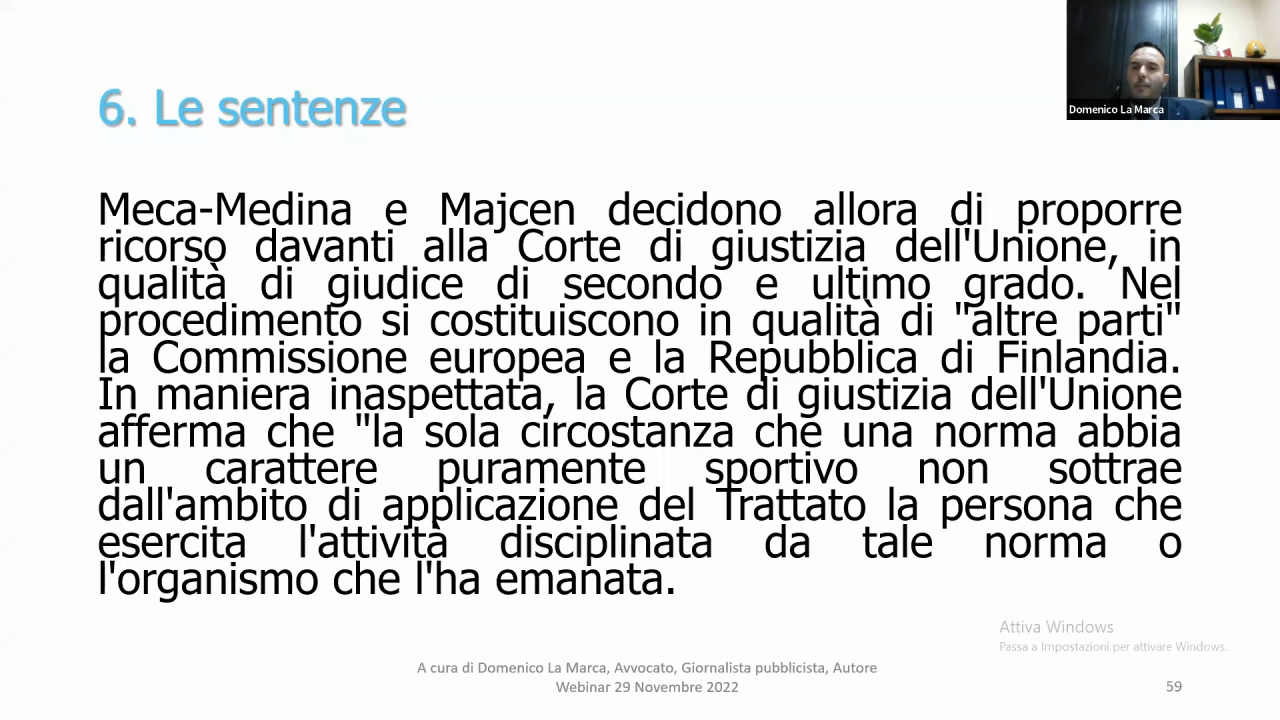 Domenico La Marca
6. Le sentenze
Meca-Medina e Majcen decidono allora di proporre
ricorso davanti alla Corte di giustizia dell'Unione, in
qualità di giudice di secondo e ultimo grado. Nel
procedimento si costituiscono in qualità di "altre parti"
la Commissione europea e la Repubblica di Finlandia.
In maniera inaspettata, la Corte di giustizia dell'Unione
afferma che "la sola circostanza che una norma abbia
un carattere puramente sportivo non sottrae
dall'ambito di applicazione del Trattato la persona che
esercita l'attività disciplinata da tale norma o
l'organismo che l'ha emanata.
Attiva Windows
Passa a Impostazioni per attivare Windows.
A cura di Domenico La Marca, Avvocato, Giornalista pubblicista, Autore
Webinar 29 Novembre 2022
59